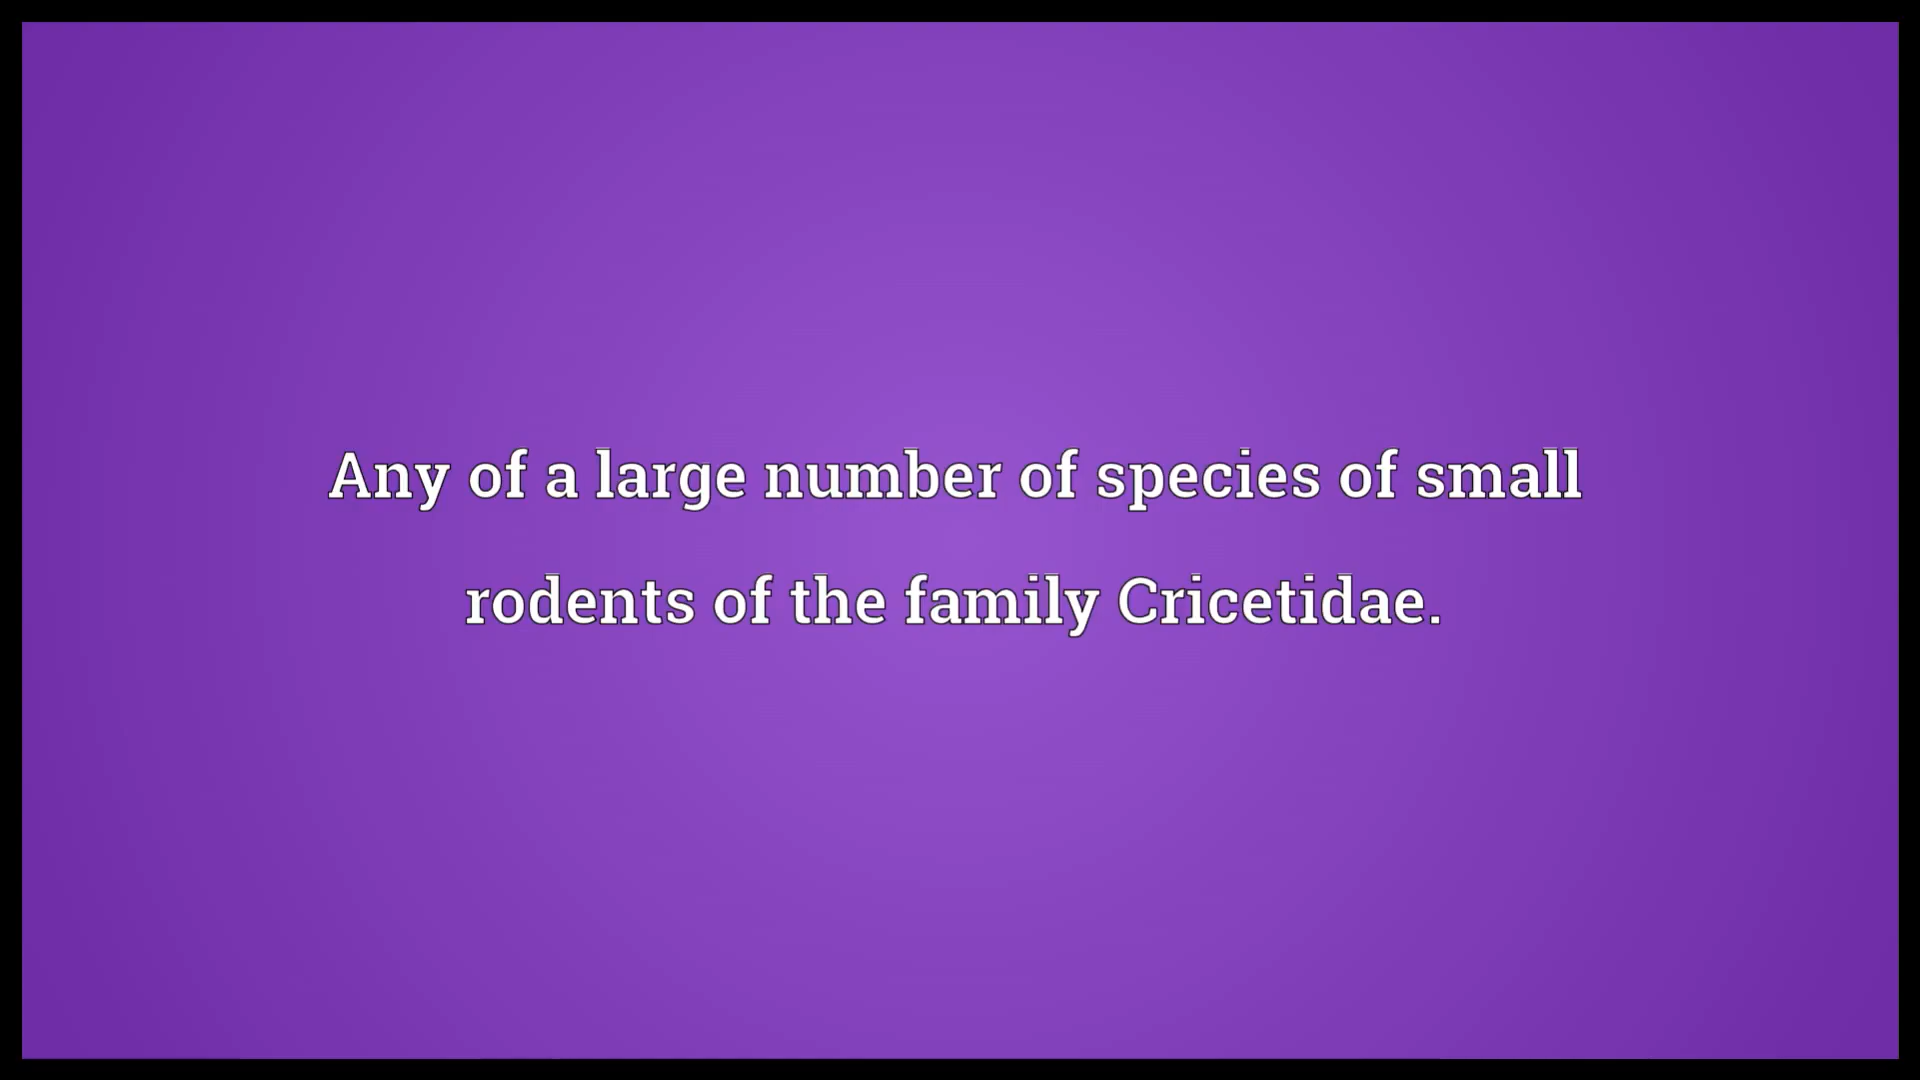 Any of a large number of species of small
rodents of the family Cricetidae.